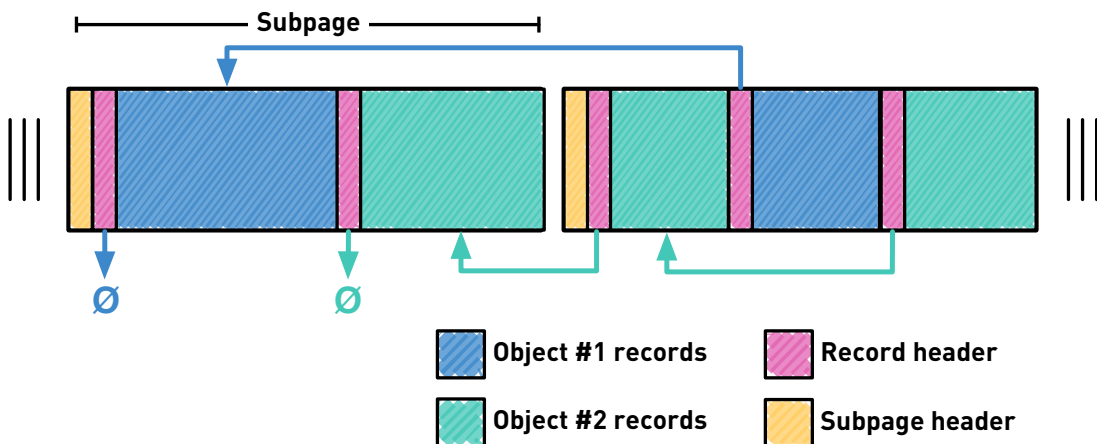 Subpage
Ø
Ø
Object #1 records
Record header
Object #2 records
Subpage header